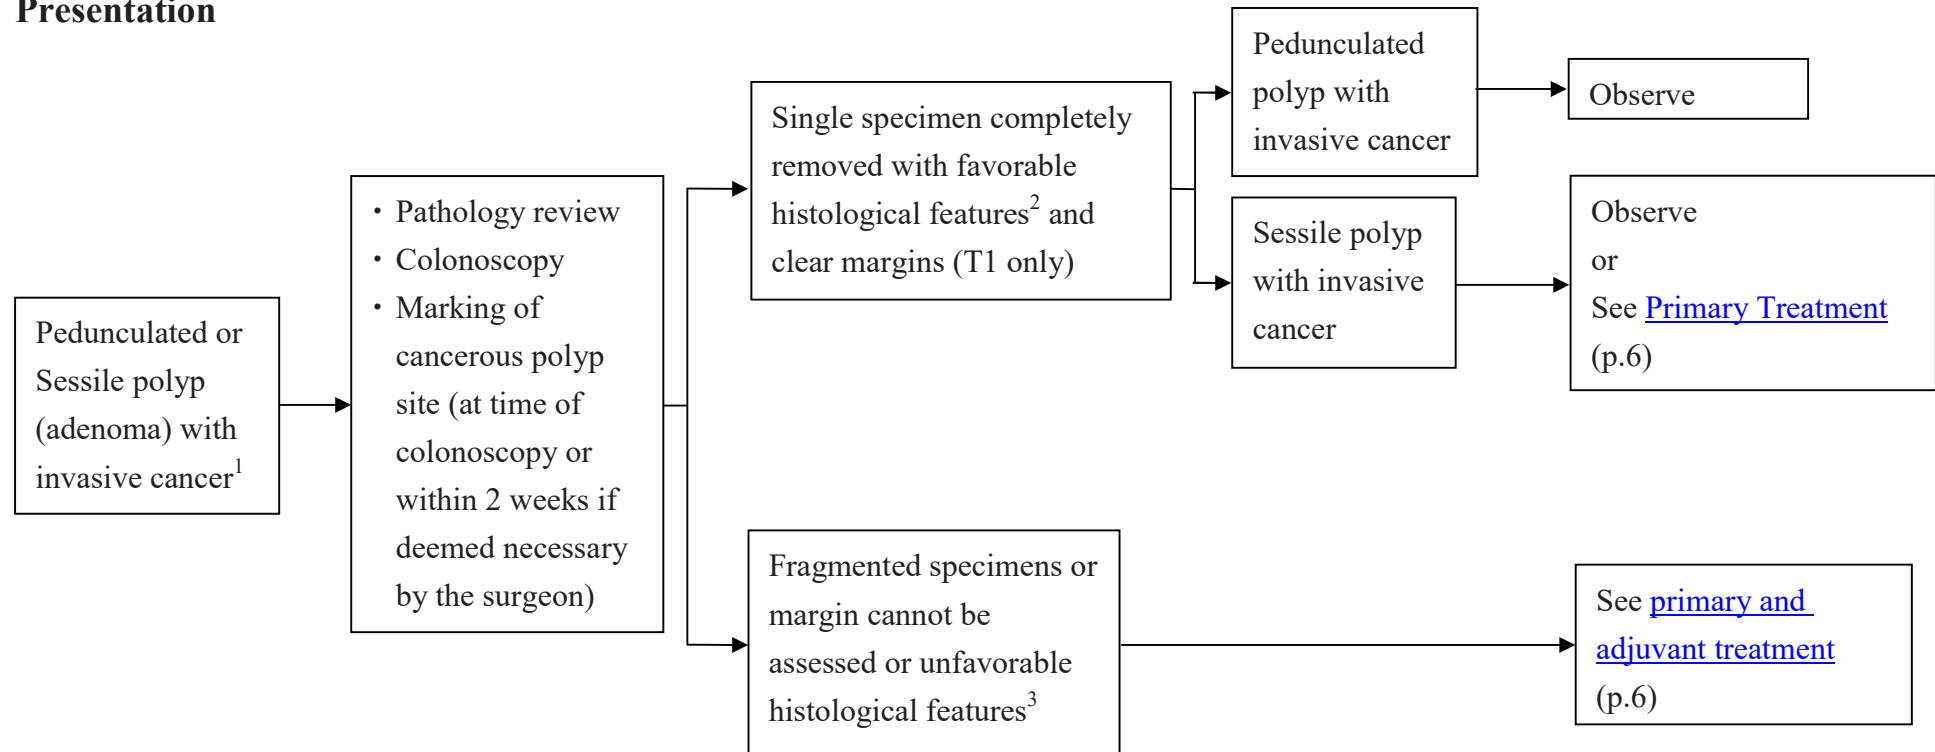 Presentation
Pedunculated or
Sessile polyp
(adenoma) with
invasive cancer1
・Pathology review
・Colonoscopy
・Marking of
cancerous polyp
site (at time of
colonoscopy or
within 2 weeks if
deemed necessary
by the surgeon)
Single specimen completely
removed with favorable
histological features2 and
clear margins (T1 only)
Pedunculated
polyp with
invasive cancer
Observe
Sessile polyp
with invasive
cancer
Observe
or
See Primary Treatment
(p.6)
Fragmented specimens or
margin cannot be
assessed or unfavorable
histological features3
See primary and
adjuvant treatment
(p.6)